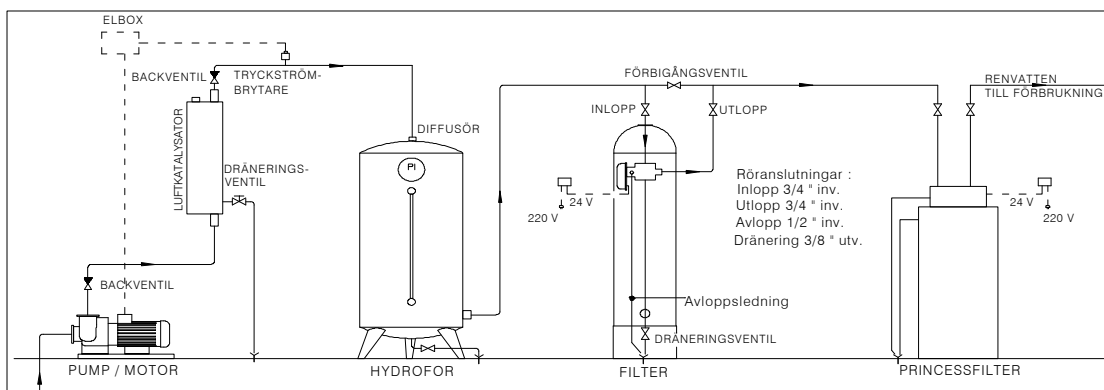 ELBOX
BACKVENTIL
TRYCKSTRÖM-
BRYTARE
LUFTKATALYSATOR
DRÄNERINGS-
VENTIL
BACKVENTIL
PUMP / MOTOR
DIFFUSÖR
PI
HYDROFOR
FÖRBIGÅNGSVENTIL
INLOPP
UTLOPP
24 V
220 V
Röranslutningar :
Inlopp 3/4 " inv.
Utlopp 3/4 " inv.
Avlopp 1/2 " inv.
Dränering 3/8 " utv.
Avloppsledning
DRÄNERINGSVENTIL
FILTER
RENVATTEN
TILL FÖRBRUKNING
24 V
220 V
PRINCESSFILTER